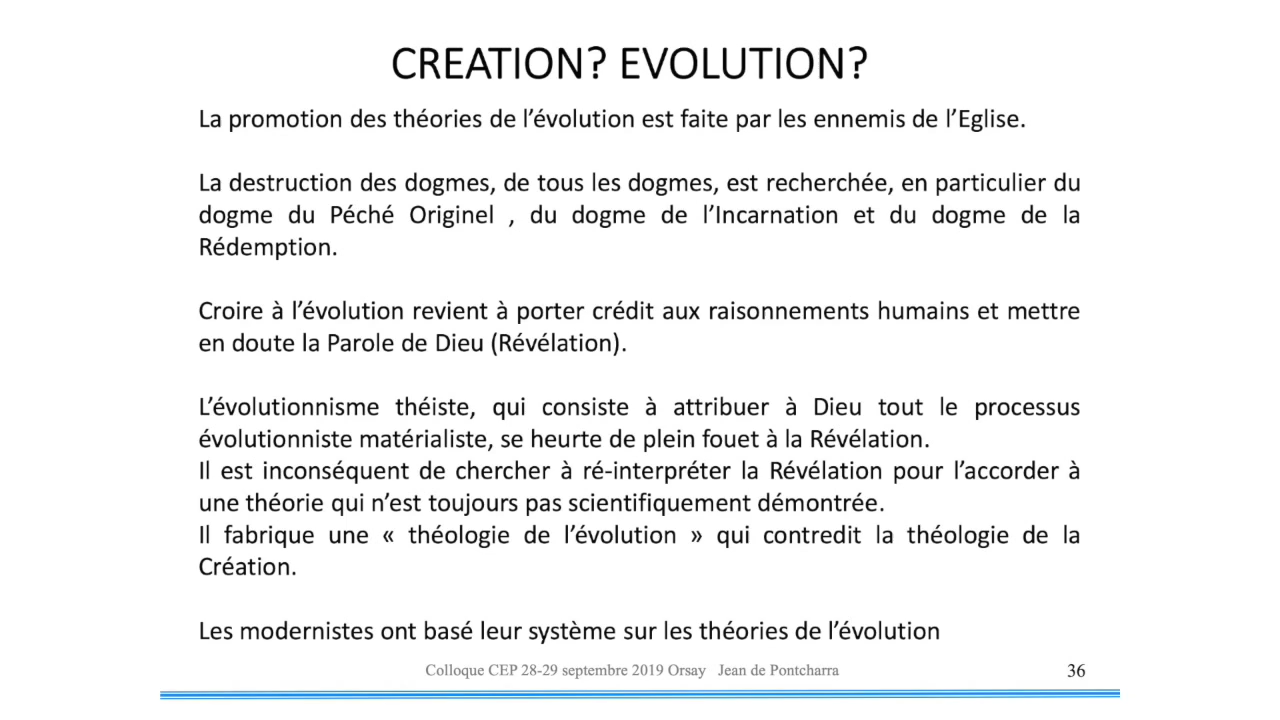 CREATION? EVOLUTION?
La promotion des théories de l’évolution est faite par les ennemis de l’Eglise.
La destruction des dogmes, de tous les dogmes, est recherchée, en particulier du
dogme du Péché Originel , du dogme de l’Incarnation et du dogme de la
Rédemption.
Croire à l’évolution revient à porter crédit aux raisonnements humains et mettre
en doute la Parole de Dieu (Révélation).
L’évolutionnisme théiste, qui consiste à attribuer à Dieu tout le processus
évolutionniste matérialiste, se heurte de plein fouet à la Révélation.
Il est inconséquent de chercher à ré-interpréter la Révélation pour l’accorder à
une théorie qui n’est toujours pas scientifiquement démontrée.
Il fabrique une « théologie de l’évolution » qui contredit la théologie de la
Création.
Les modernistes ont basé leur système sur les théories de l’évolution
Colloque CEP 28-29 septembre 2019 Orsay Jean de Pontcharra
36